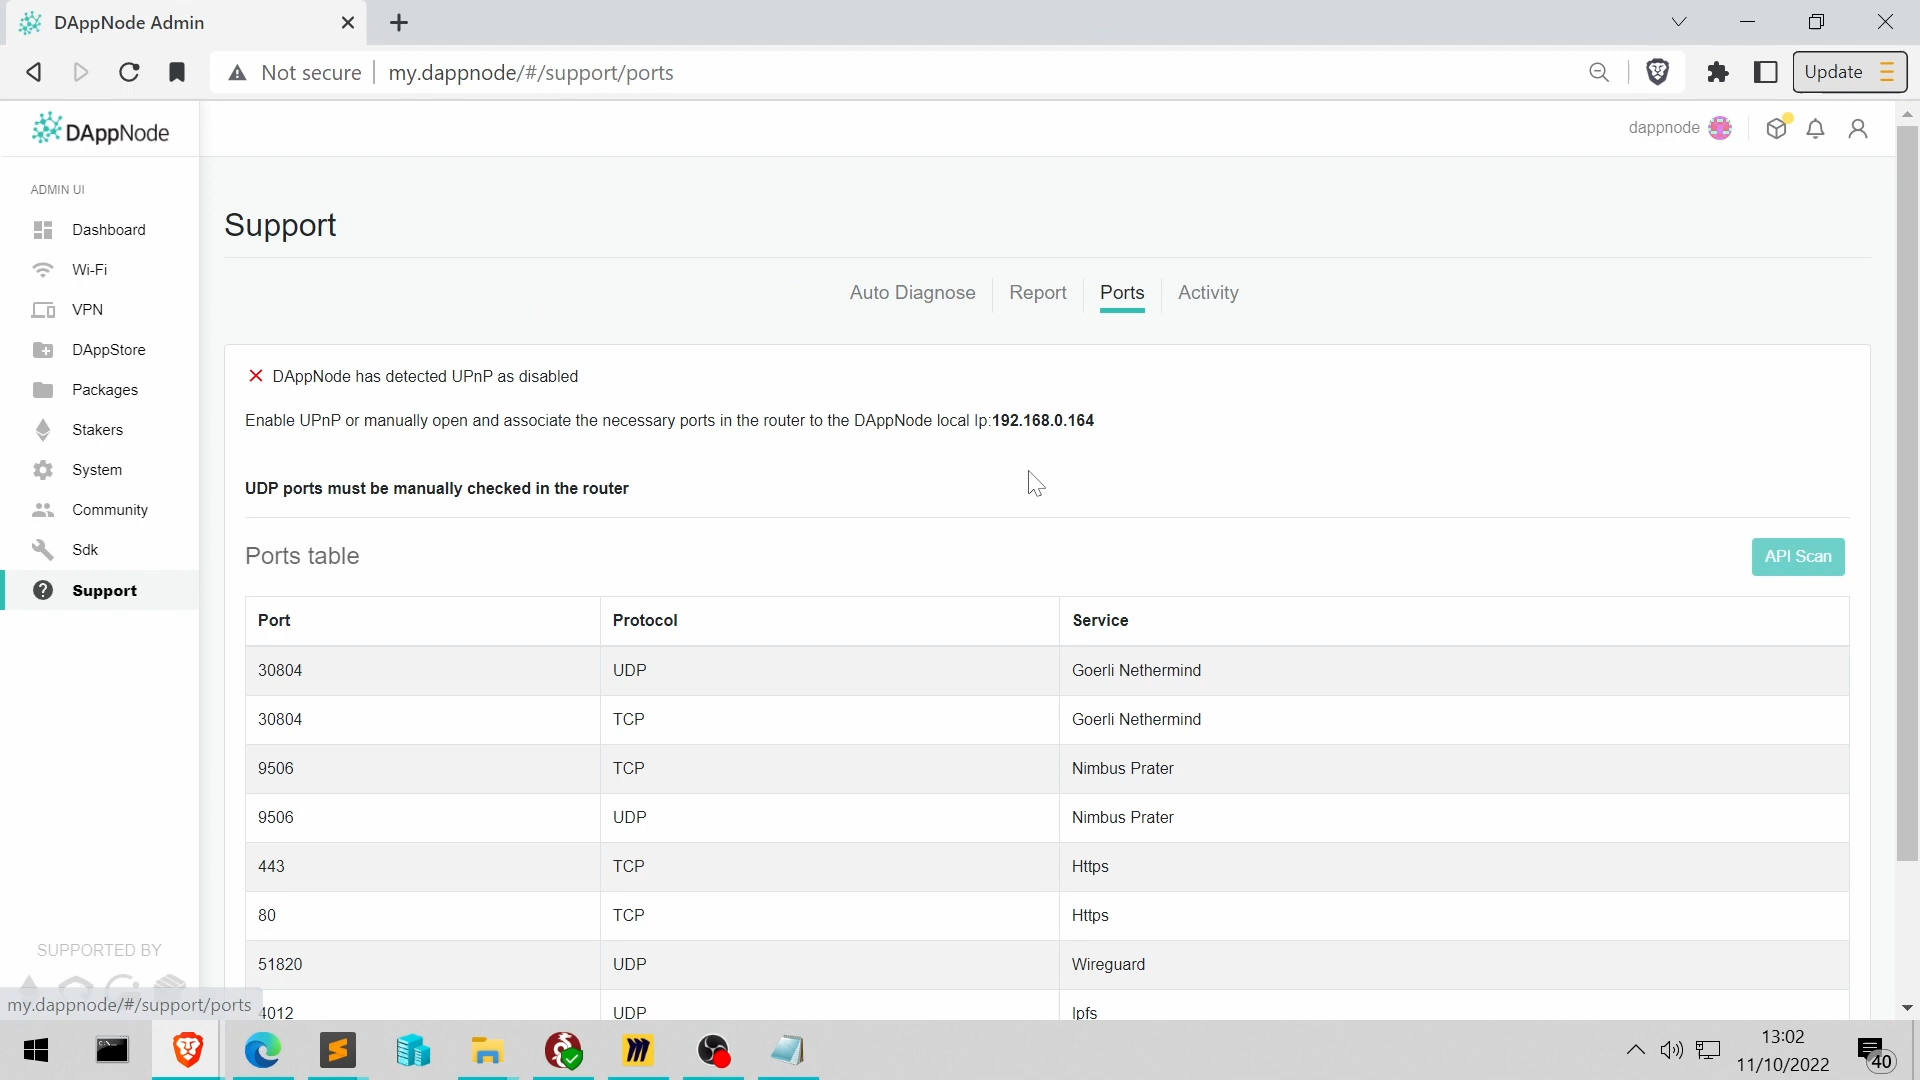 DAppNode Admin
Not secure
my.dappnode/#/support/ports
Update
DAppNode
dappnode
ADMIN UI
Dashboard
Wi-Fi
VPN
DAppStore
Packages
Stakers
System
Community
Sdk
Support
SUPPORTED BY
Support
Auto Diagnose
Report
Ports
Activity
DAppNode has detected UPnP as disabled
Enable UPnP or manually open and associate the necessary ports in the router to the DAppNode local Ip:192.168.0.164
UDP ports must be manually checked in the router
Ports table
API Scan
Port Protocol Service
30804 UDP Goerli Nethermind
30804 TCP Goerli Nethermind
9506 TCP Nimbus Prater
9506 UDP Nimbus Prater
443 TCP Https
80 TCP Https
51820 UDP Wireguard
4012 UDP Ipfs
my.dappnode/#/support/ports
13:02
11/10/2022
40